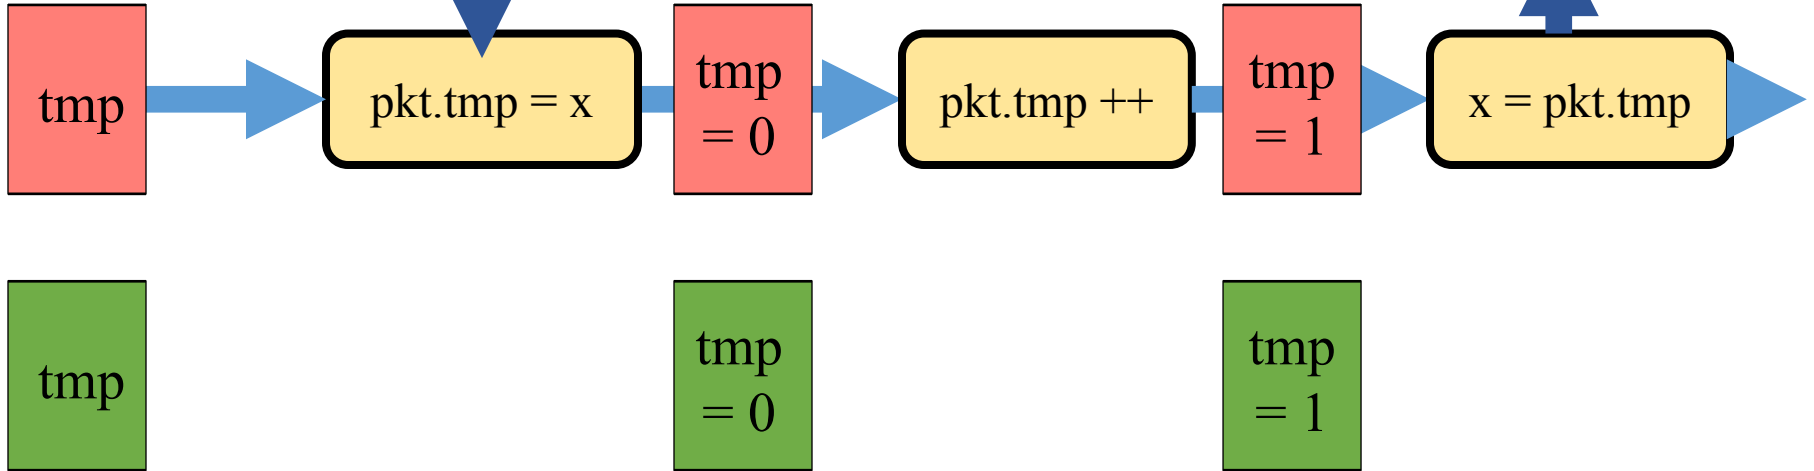 tmp
pkt.tmp = x
tmp
= 0
pkt.tmp ++
tmp
= 1
x = pkt.tmp
tmp
tmp
= 0
tmp
= 1